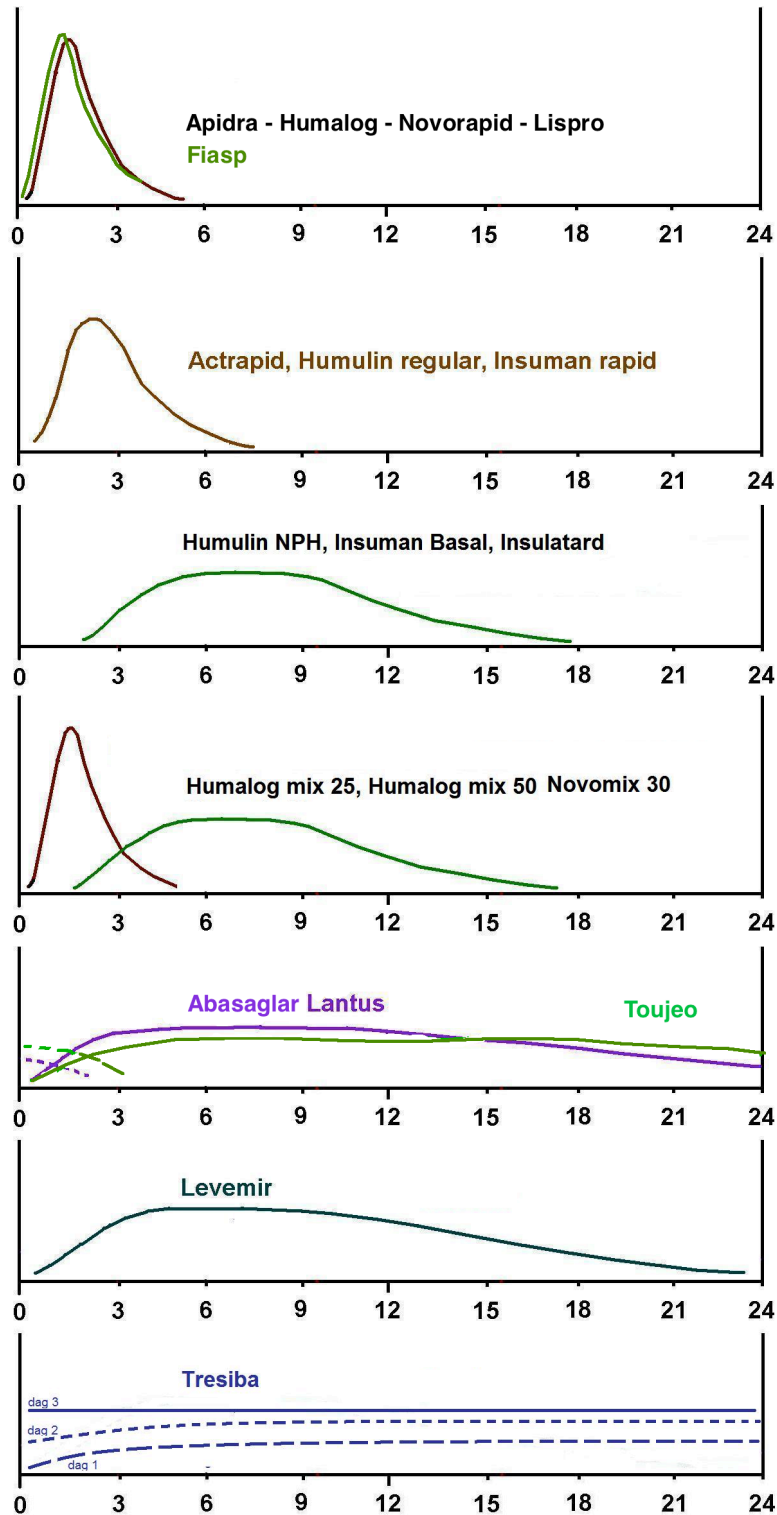 Apidra - Humalog - Novorapid - Lispro
Fiasp
0 3 6 9 12 15 18 21 24
Actrapid, Humulin regular, Insuman rapid
0 3 6 9 12 15 18 21 24
Humulin NPH, Insuman Basal, Insulatard
0 3 6 9 12 15 18 21 24
Humalog mix 25, Humalog mix 50 Novomix 30
0 3 6 9 12 15 18 21 24
Abasaglar Lantus Toujeo
0 3 6 9 12 15 18 21 24
Levemir
0 3 6 9 12 15 18 21 24
Tresiba
dag 3
dag 2
dag 1
0 3 6 9 12 15 18 21 24